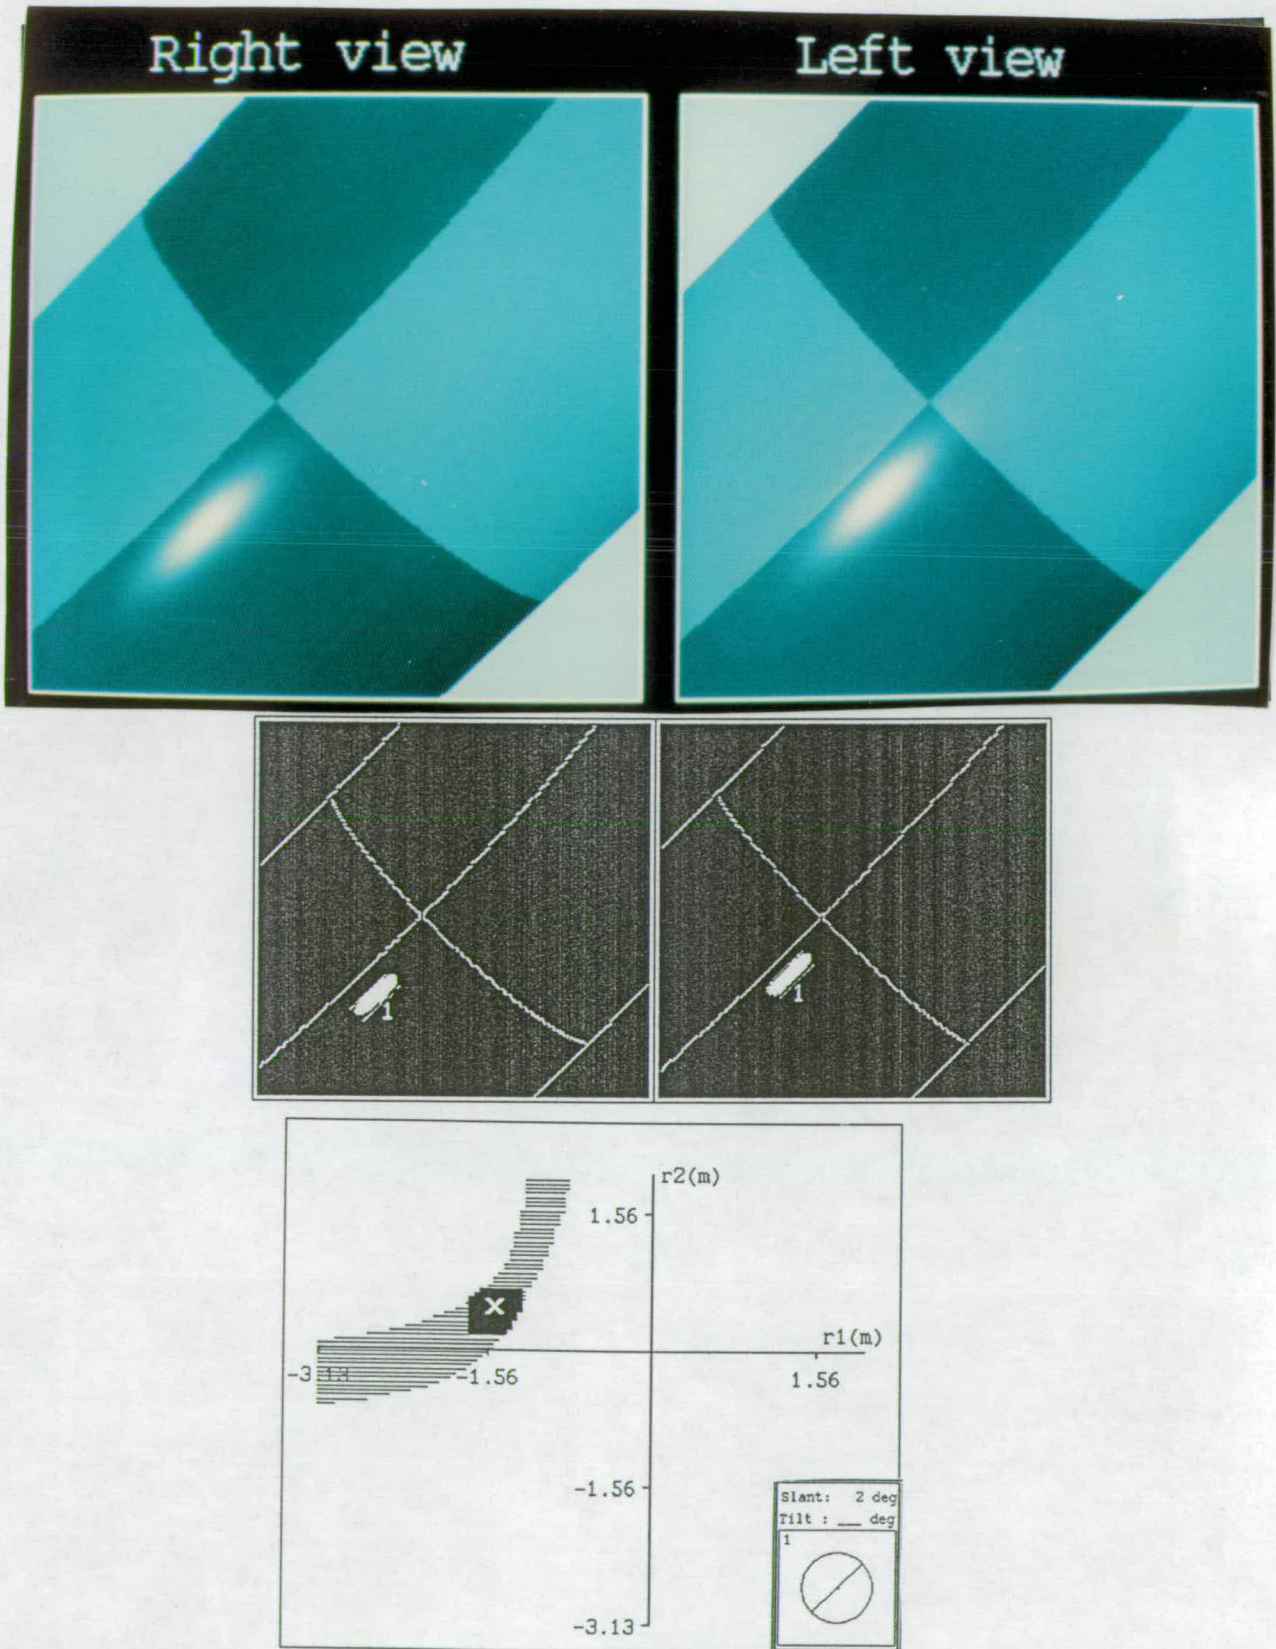 Right view
Left view
1
1
r2(m)
1.56
r1(m)
-3.13
-1.56
1.56
-1.56
Slant: 2 deg
Tilt : ___ deg
1
-3.13